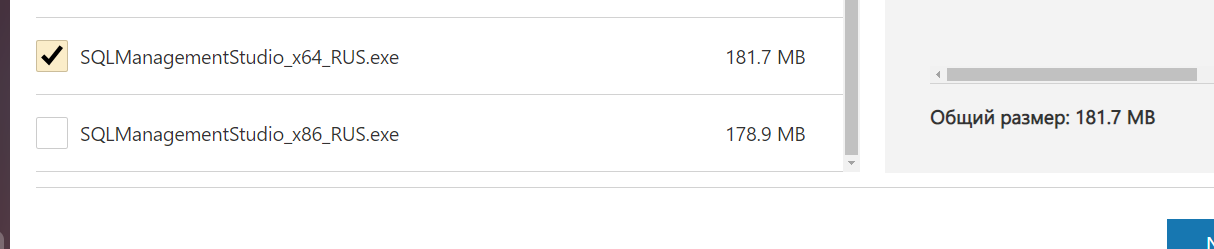 SQLManagementStudio_x64_RUS.exe 181.7 MB
SQLManagementStudio_x86_RUS.exe 178.9 MB
Общий размер: 181.7 MB